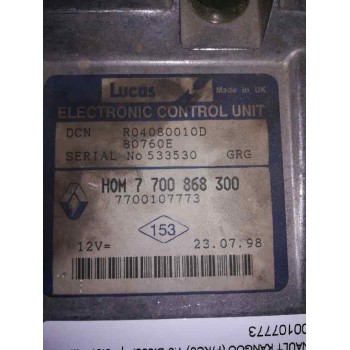 Lucas
Made in UK
ELECTRONIC CONTROL UNIT
DCN R04080010D
80760E
SERIAL No 533530 GRG
HOM 7 700 868 300
7700107773
153
12V= 23.07.98
00107773